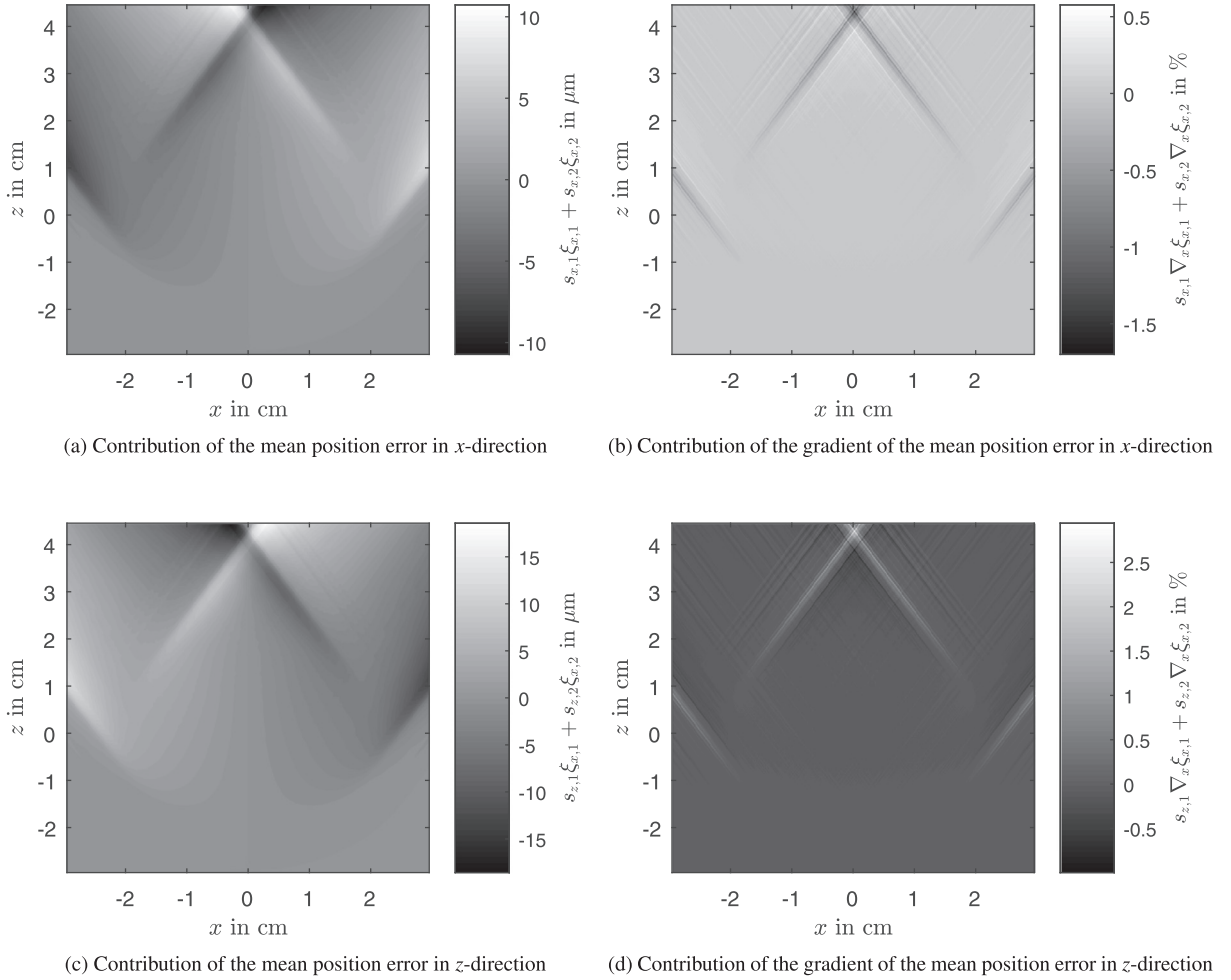 4
3
2
1
0
-1
-2
z in cm
-2 -1 0 1 2
x in cm
10
5
0
-5
-10
s_{x,1}ξ_{x,1} + s_{x,2}ξ_{x,2} in μm
(a) Contribution of the mean position error in x-direction
4
3
2
1
0
-1
-2
z in cm
-2 -1 0 1 2
x in cm
0.5
0
-0.5
-1
-1.5
s_{x,1}∇_xξ_{x,1} + s_{x,2}∇_xξ_{x,2} in %
(b) Contribution of the gradient of the mean position error in x-direction
4
3
2
1
0
-1
-2
z in cm
-2 -1 0 1 2
x in cm
15
10
5
0
-5
-10
-15
s_{z,1}ξ_{x,1} + s_{z,2}ξ_{x,2} in μm
(c) Contribution of the mean position error in z-direction
4
3
2
1
0
-1
-2
z in cm
-2 -1 0 1 2
x in cm
2.5
2
1.5
1
0.5
0
-0.5
s_{z,1}∇_xξ_{x,1} + s_{z,2}∇_xξ_{x,2} in %
(d) Contribution of the gradient of the mean position error in z-direction